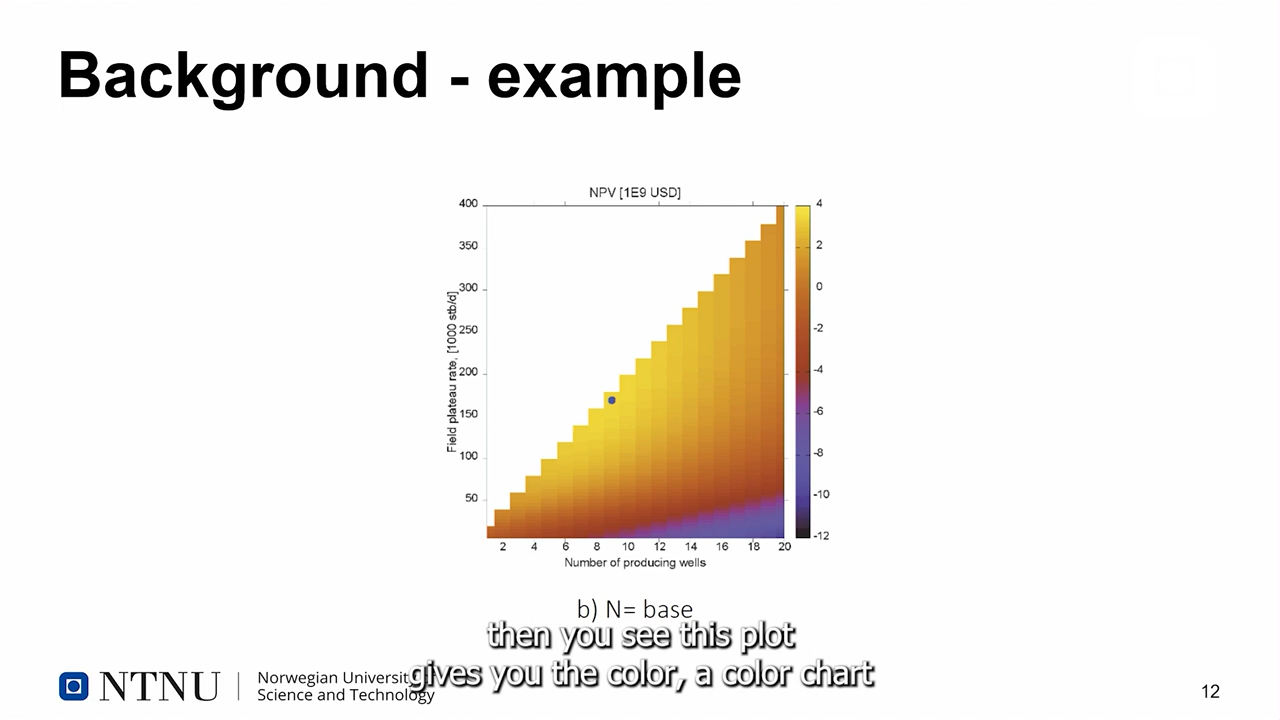 Background - example
NPV [1E9 USD]
400
350
300
250
200
150
100
50
Field plateau rate, [1000 stb/d]
2 4 6 8 10 12 14 16 18 20
Number of producing wells
4
2
0
-2
-4
-6
-8
-10
-12
b) N= base
then you see this plot
gives you the color, a color chart
NTNU
Norwegian University of
Science and Technology
12